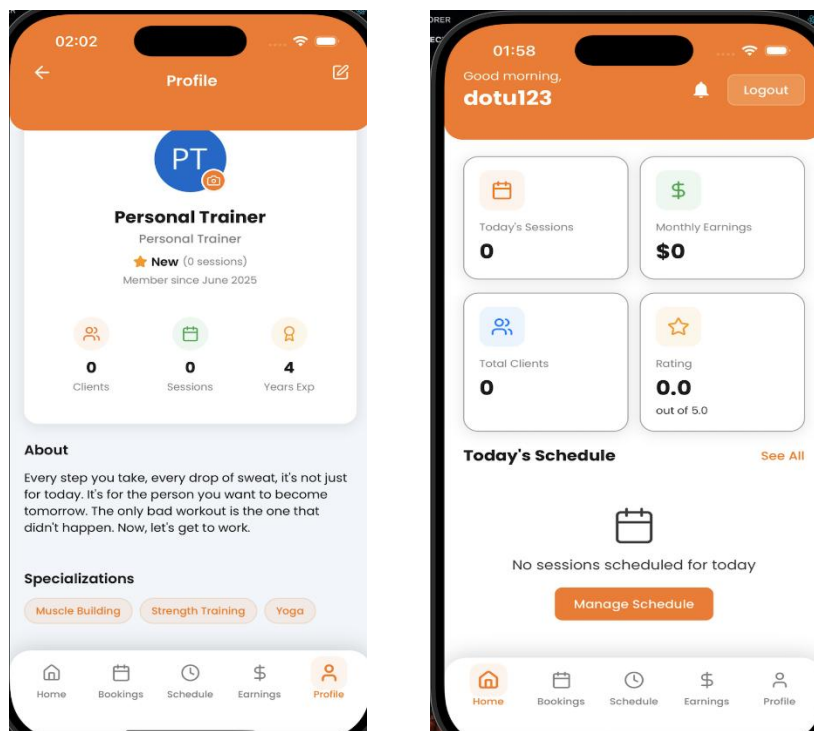 02:02
Profile
PT
Personal Trainer
Personal Trainer
New (0 sessions)
Member since June 2025
0 0 4
Clients Sessions Years Exp
About
Every step you take, every drop of sweat, it's not just
for today. It's for the person you want to become
tomorrow. The only bad workout is the one that
didn't happen. Now, let's get to work.
Specializations
Muscle Building Strength Training Yoga
Home Bookings Schedule Earnings Profile
ORER
EC
01:58
Good morning,
dotu123
Logout
Today's Sessions
0
Monthly Earnings
$0
Total Clients
0
Rating
0.0
out of 5.0
Today's Schedule See All
No sessions scheduled for today
Manage Schedule
Home Bookings Schedule Earnings Profile